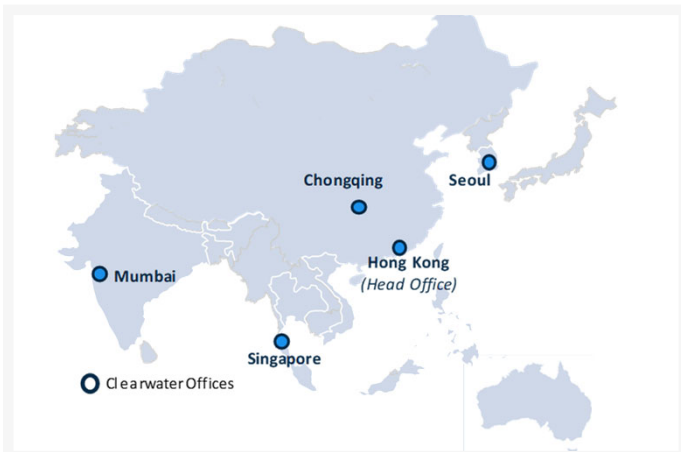 Chongqing
Seoul
Hong Kong
(Head Office)
Mumbai
Singapore
Clearwater Offices